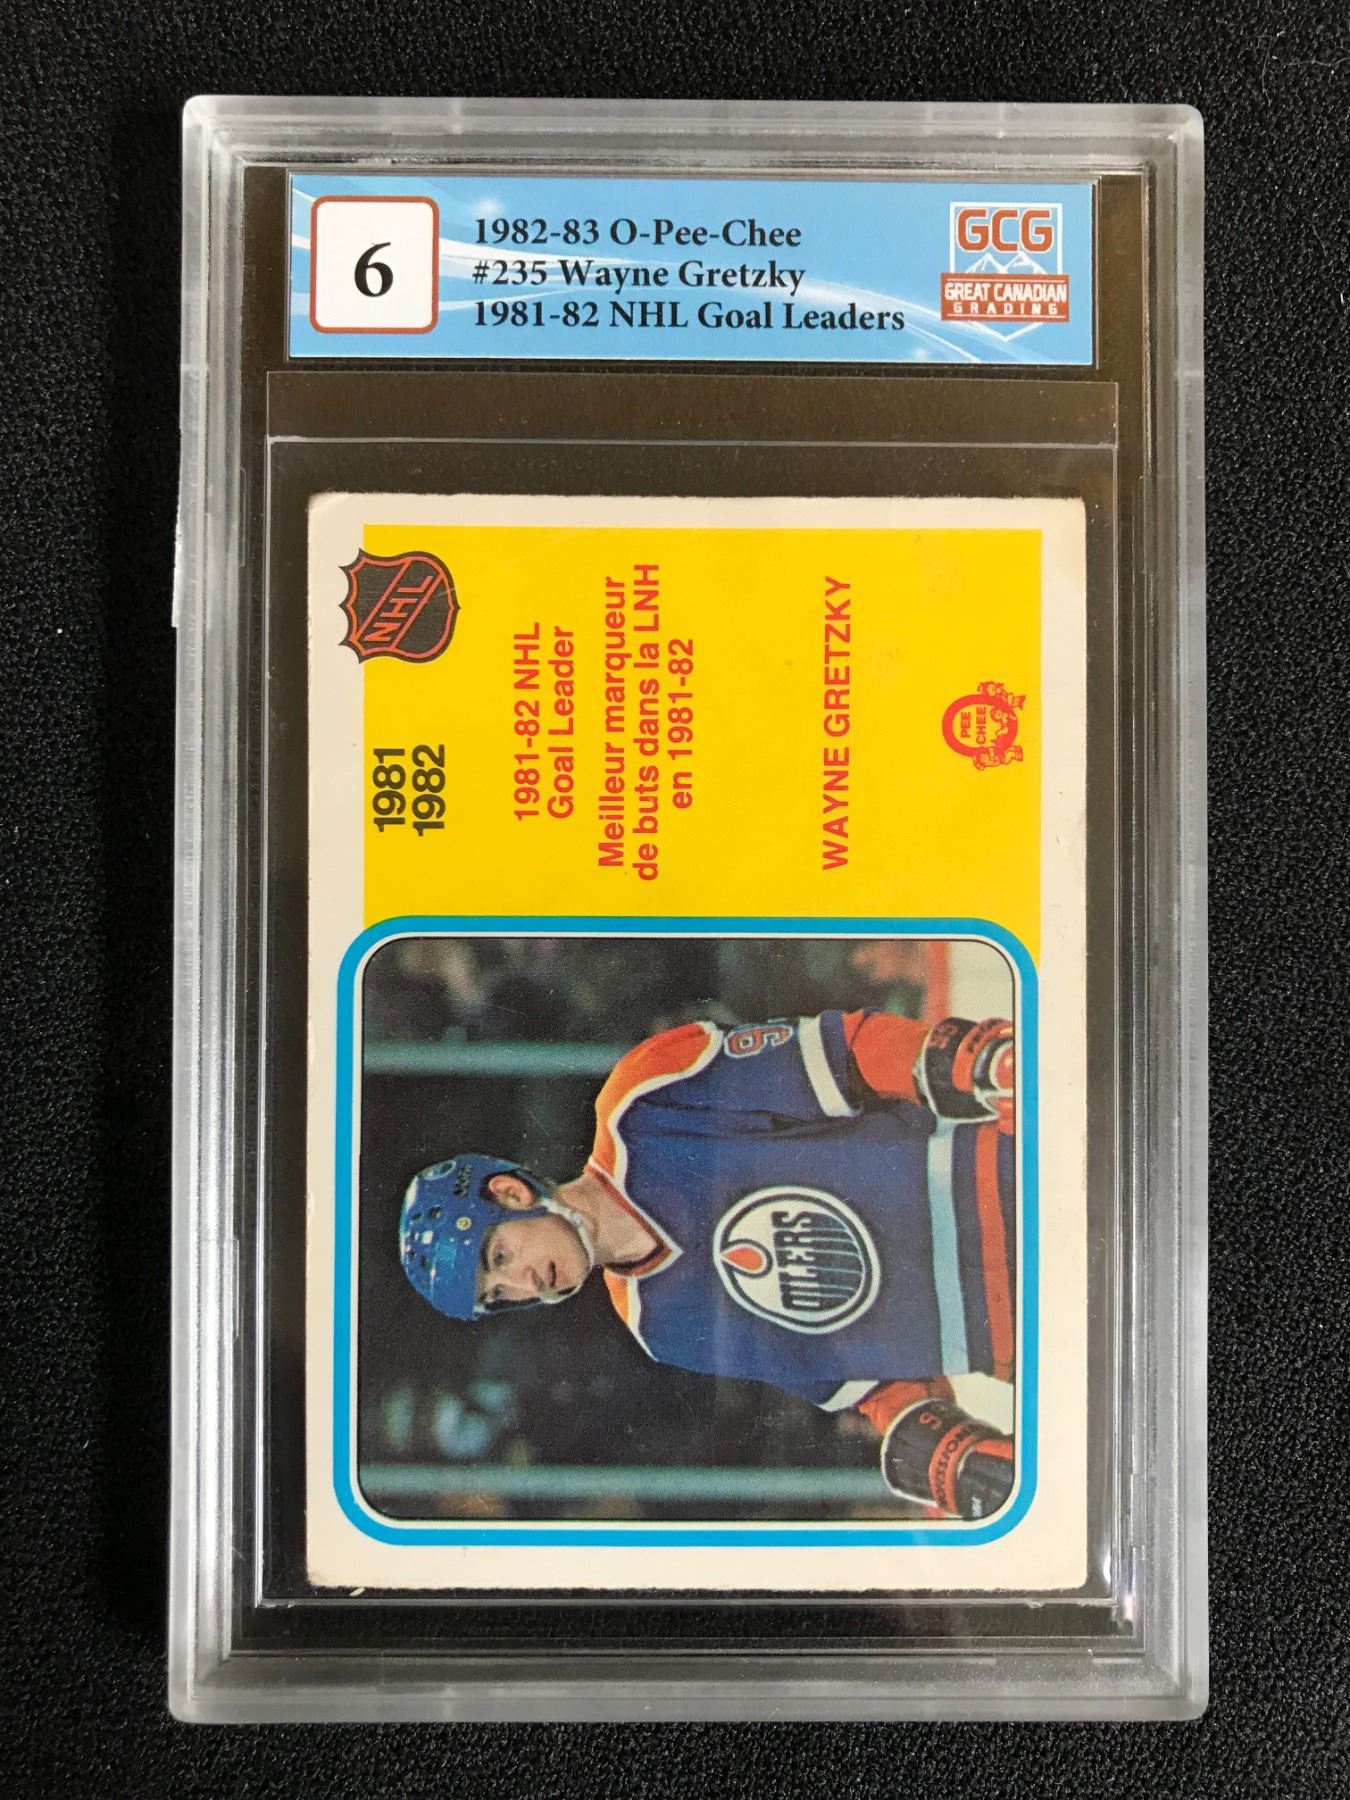 6
1982-83 O-Pee-Chee
#235 Wayne Gretzky
1981-82 NHL Goal Leaders
GCG
GREAT CANADIAN
GRADING
NHL
1981
1982
1981-82 NHL
Goal Leader
Meilleur marqueur
de buts dans la LNH
en 1981-82
WAYNE GRETZKY
O
PEE
CHEE
OILERS